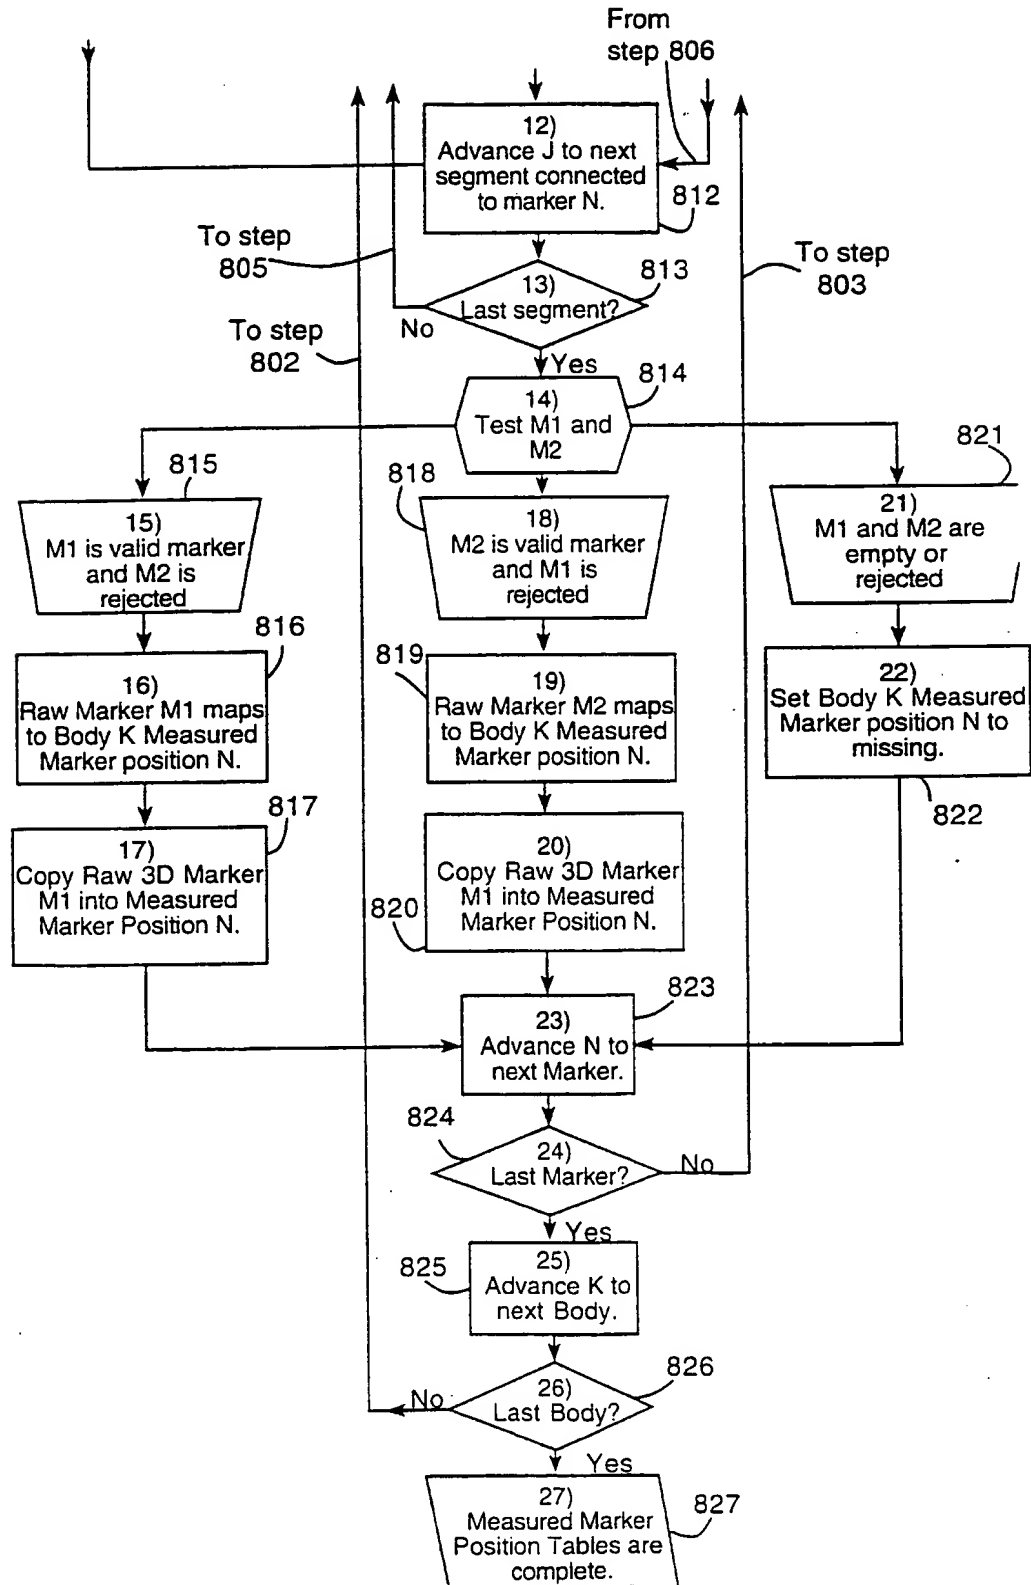 From
step 806
12)
Advance J to next
segment connected
to marker N.
812
To step
805
To step
803
13)
Last segment?
813
No
Yes
To step
802
14)
Test M1 and
M2
814
815
15)
M1 is valid marker
and M2 is
rejected
818
18)
M2 is valid marker
and M1 is
rejected
821
21)
M1 and M2 are
empty or
rejected
816
16)
Raw Marker M1 maps
to Body K Measured
Marker position N.
819
19)
Raw Marker M2 maps
to Body K Measured
Marker position N.
22)
Set Body K Measured
Marker position N to
missing.
822
817
17)
Copy Raw 3D Marker
M1 into Measured
Marker Position N.
820
20)
Copy Raw 3D Marker
M1 into Measured
Marker Position N.
823
23)
Advance N to
next Marker.
824
24)
Last Marker?
No
Yes
825
25)
Advance K to
next Body.
826
26)
Last Body?
No
Yes
27)
Measured Marker
Position Tables are
complete.
827